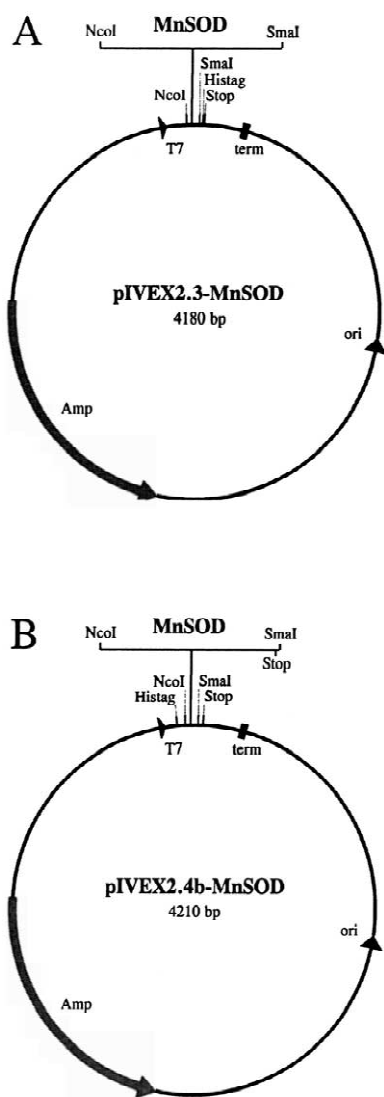 A
NcoI MnSOD SmaI
SmaI
Histag
NcoI Stop
T7 term
pIVEX2.3-MnSOD
4180 bp
ori
Amp
B
NcoI MnSOD SmaI
Stop
NcoI SmaI
Histag Stop
T7 term
pIVEX2.4b-MnSOD
4210 bp
ori
Amp